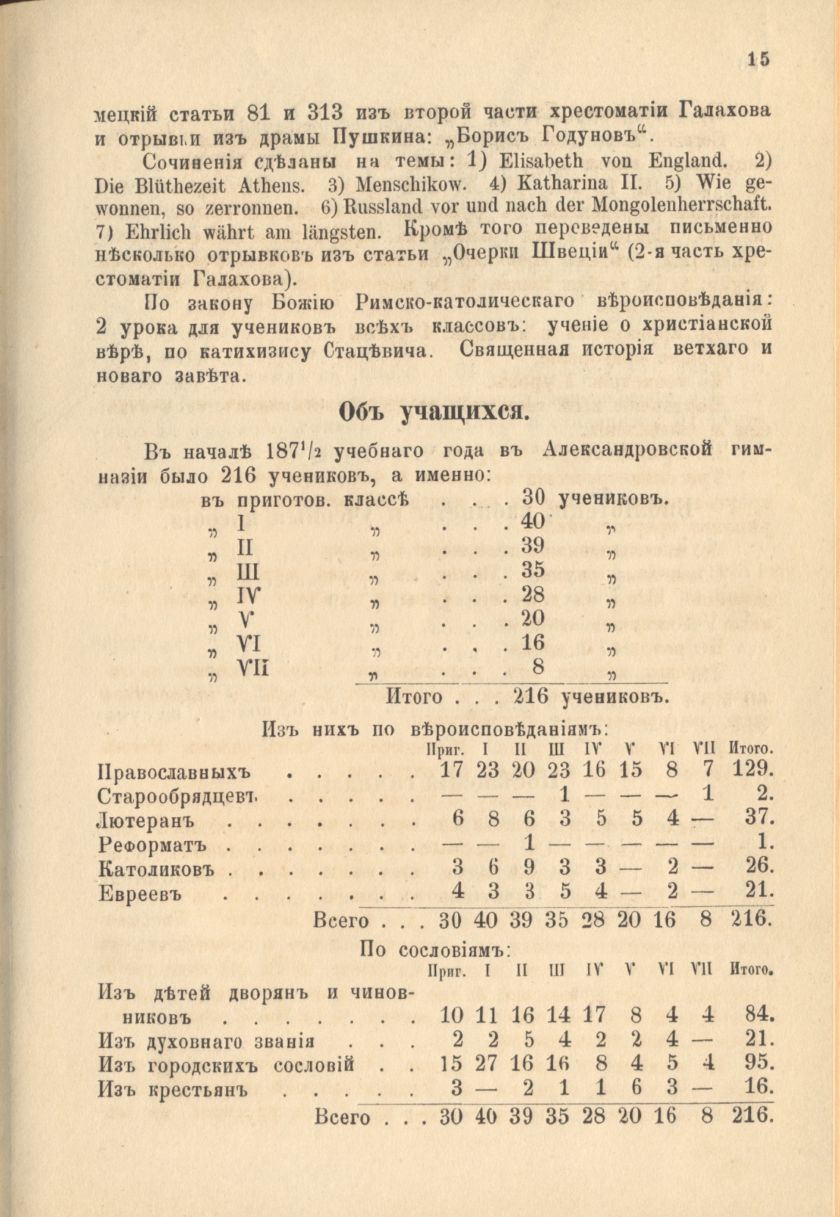 15
мецкій статьи 81 и 313 изъ второй части хрестоматіи Галахова
и отрывки изъ драмы Пушкина: „Борисъ Годуновъ“.
Сочиненія сдѣланы на темы: 1) Elisabeth von England. 2)
Die Blüthezeit Athens. 3) Menschikow. 4) Katharina II. 5) Wie ge-
wonnen, so zerronnen. 6) Russland vor und nach der Mongolenherrschaft.
7) Ehrlich währt am längsten. Кромѣ того переведены письменно
нѣсколько отрывковъ изъ статьи „Очерки Швеціи“ (2-я часть хре-
стоматіи Галахова).
По закону Божію Римско-католическаго вѣроисповѣданія:
2 урока для учениковъ всѣхъ классовъ: ученіе о христіанской
вѣрѣ, по катихизису Стацѣвича. Священная исторія ветхаго и
новаго завѣта.
Объ учащихся.
Въ началѣ 187¹/₂ учебнаго года въ Александровской гим-
назіи было 216 учениковъ, а именно:
въ приготов. классѣ . . . 30 учениковъ.
„ I „ . . . 40 „
„ II „ . . . 39 „
„ III „ . . . 35 „
„ IV „ . . . 28 „
„ V „ . . . 20 „
„ VI „ . . . 16 „
„ VII „ . . . 8 „
Итого . . . 216 учениковъ.
Изъ нихъ по вѣроисповѣданіямъ:
Приг. I II III IV V VI VII Итого.
Православныхъ . . . . . 17 23 20 23 16 15 8 7 129.
Старообрядцевъ . . . . . — — — 1 — — — 1 2.
Лютеранъ . . . . . . . 6 8 6 3 5 5 4 — 37.
Реформатъ . . . . . . . — — 1 — — — — — 1.
Католиковъ . . . . . . . 3 6 9 3 3 — 2 — 26.
Евреевъ . . . . . . . 4 3 3 5 4 — 2 — 21.
Всего . . . 30 40 39 35 28 20 16 8 216.
По сословіямъ:
Приг. I II III IV V VI VII Итого.
Изъ дѣтей дворянъ и чинов-
никовъ . . . . . . . 10 11 16 14 17 8 4 4 84.
Изъ духовнаго званія . . . 2 2 5 4 2 2 4 — 21.
Изъ городскихъ сословій . . 15 27 16 16 8 4 5 4 95.
Изъ крестьянъ . . . . . 3 — 2 1 1 6 3 — 16.
Всего . . . 30 40 39 35 28 20 16 8 216.